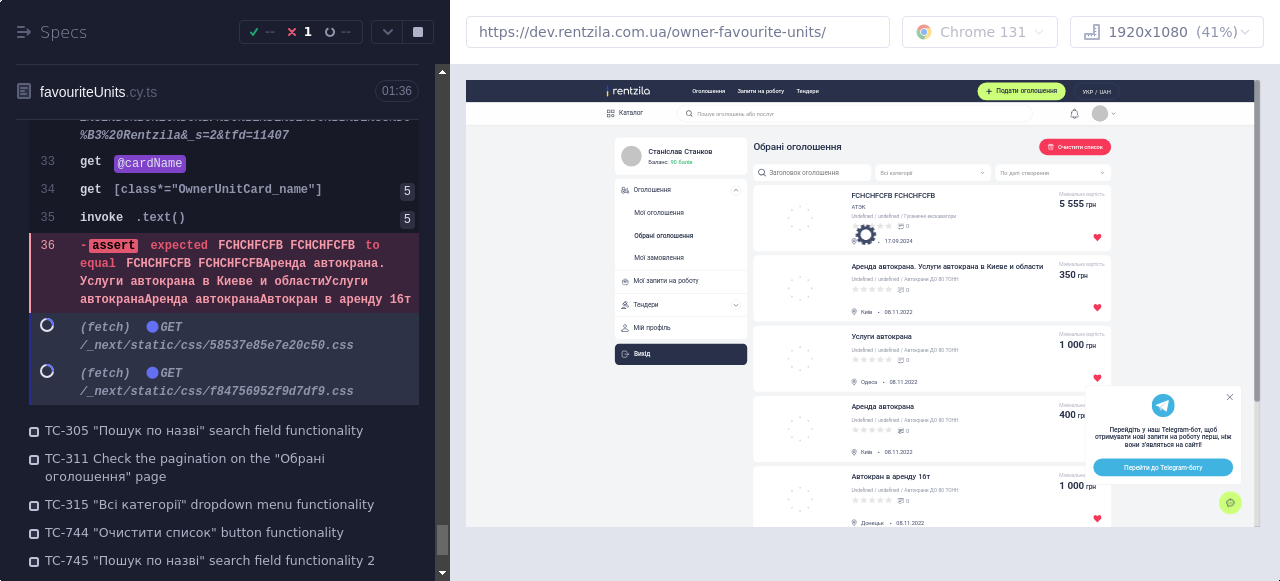 Specs
--
1
--
https://dev.rentzila.com.ua/owner-favourite-units/
Chrome 131
1920x1080 (41%)
favouriteUnits.cy.ts
01:36
%B3%20Rentzila&_s=2&tfd=11407
33 get @cardName
34 get [class*="OwnerUnitCard_name"] 5
35 invoke .text() 5
36 -assert expected FCHCHFCFB FCHCHFCFB to
equal FCHCHFCFB FCHCHFCFBАренда автокрана.
Услуги автокрана в Киеве и областиУслуги
автокранаАренда автокранаАвтокран в аренду 16т
(fetch) GET
/_next/static/css/58537e85e7e20c50.css
(fetch) GET
/_next/static/css/f84756952f9d7df9.css
TC-305 "Пошук по назві" search field functionality
TC-311 Check the pagination on the "Обрані
оголошення" page
TC-315 "Всі категорії" dropdown menu functionality
TC-744 "Очистити список" button functionality
TC-745 "Пошук по назві" search field functionality 2
rentzila
Оголошення
Запити на роботу
Тендери
Подати оголошення
УКР / UAH
Каталог
Пошук оголошень або послуг
Станіслав Станков
Баланс: 90 балів
Оголошення
Мої оголошення
Обрані оголошення
Мої замовлення
Мої запити на роботу
Тендери
Мій профіль
Вихід
Обрані оголошення
Очистити список
Заголовок оголошення
Всі категорії
По даті створення
FCHCHFCFB FCHCHFCFB
АТЭК
Undefined / undefined / Гусеничні екскаватори
0
17.09.2024
Мінімальна вартість
5 555 грн
Аренда автокрана. Услуги автокрана в Киеве и области
Undefined / undefined / Автокрани ДО 80 ТОНН
0
Київ • 08.11.2022
Мінімальна вартість
350 грн
Услуги автокрана
Undefined / undefined / Автокрани ДО 80 ТОНН
0
Одеса • 08.11.2022
Мінімальна вартість
1 000 грн
Аренда автокрана
Undefined / undefined / Автокрани ДО 80 ТОНН
0
Київ • 08.11.2022
400 грн
Автокран в аренду 16т
Undefined / undefined / Автокрани ДО 80 ТОНН
0
Донецьк • 08.11.2022
1 000 грн
Перейдіть у наш Telegram-бот, щоб
отримувати нові запити на роботу перш, ніж
вони з'являться на сайті!
Перейти до Telegram-боту